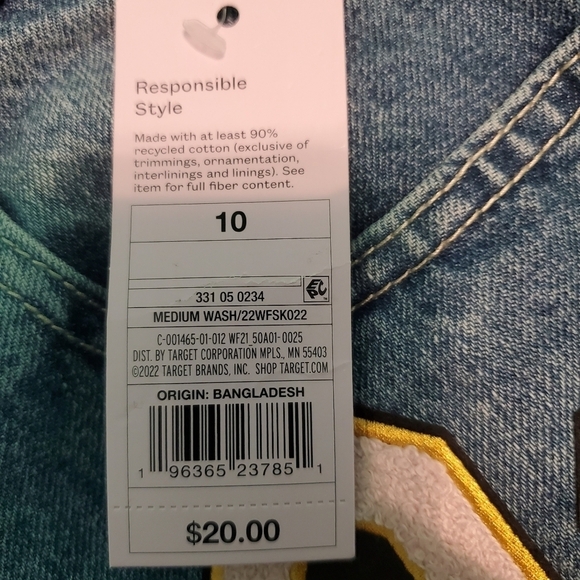 Responsible
Style
Made with at least 90%
recycled cotton (exclusive of
trimmings, ornamentation,
interlinings and linings). See
item for full fiber content.
10
331 05 0234
EPC
MEDIUM WASH/22WFSK022
C-001465-01-012 WF21_50A01-0025
DIST. BY TARGET CORPORATION MPLS., MN 55403
©2022 TARGET BRANDS, INC. SHOP TARGET.COM
ORIGIN: BANGLADESH
1 96365 23785 1
$20.00